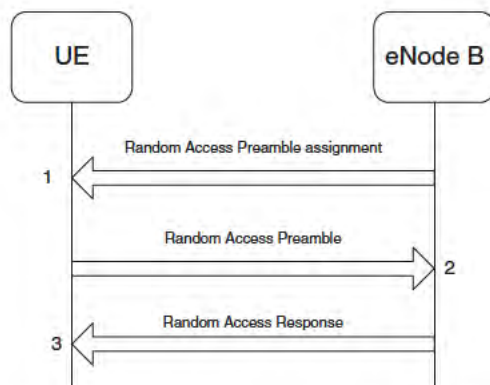 UE
eNode B
Random Access Preamble assignment
1
Random Access Preamble
2
Random Access Response
3